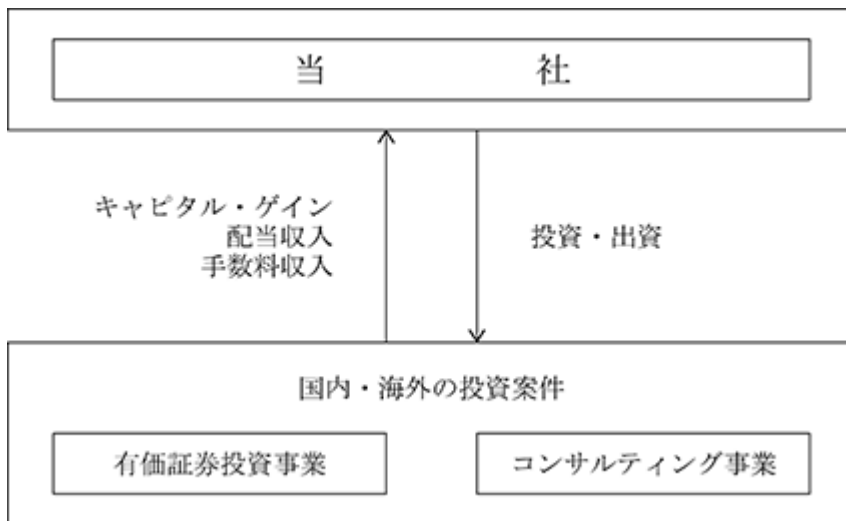 当 社
キャピタル・ゲイン
配当収入
手数料収入
投資・出資
国内・海外の投資案件
有価証券投資事業
コンサルティング事業